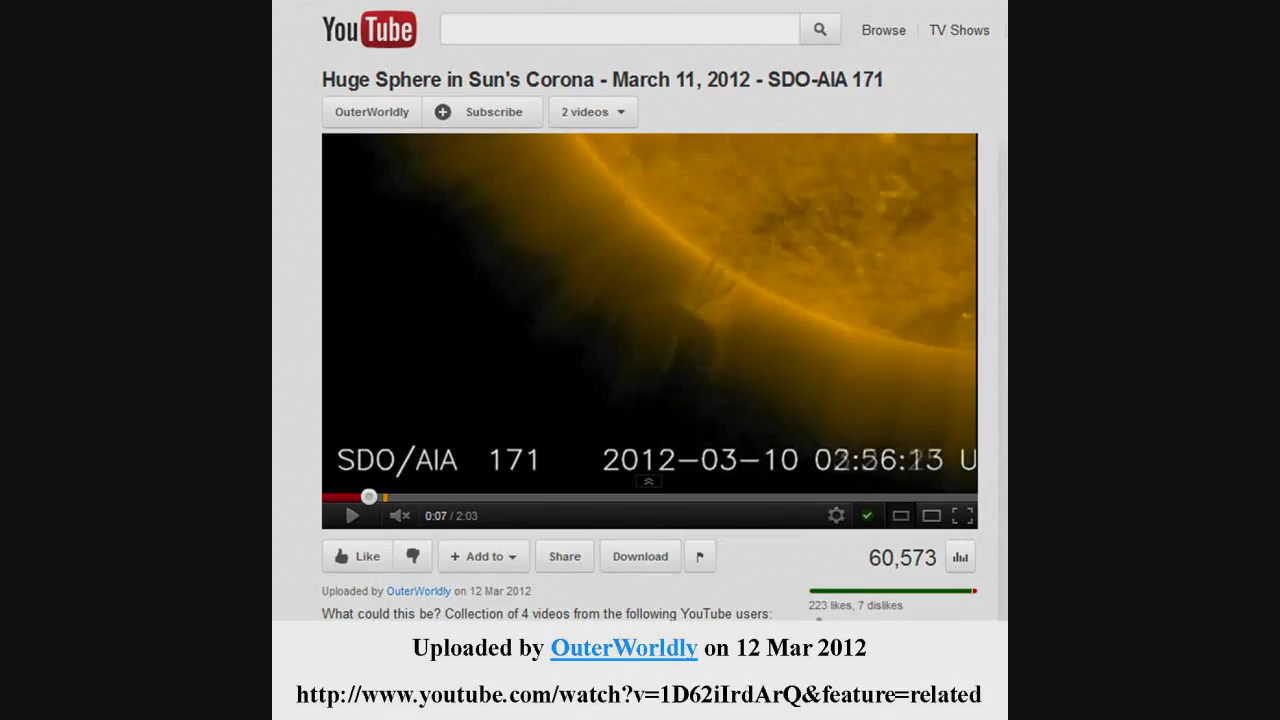 YouTube Browse TV Shows
Huge Sphere in Sun's Corona - March 11, 2012 - SDO-AIA 171
OuterWorldly Subscribe 2 videos
SDO/AIA 171 2012-03-10 U
0:07 / 2:03
Like + Add to Share Download 60,573
Uploaded by OuterWorldly on 12 Mar 2012
223 likes, 7 dislikes
What could this be? Collection of 4 videos from the following YouTube users:
Uploaded by OuterWorldly on 12 Mar 2012
http://www.youtube.com/watch?v=1D62iIrdArQ&feature=related